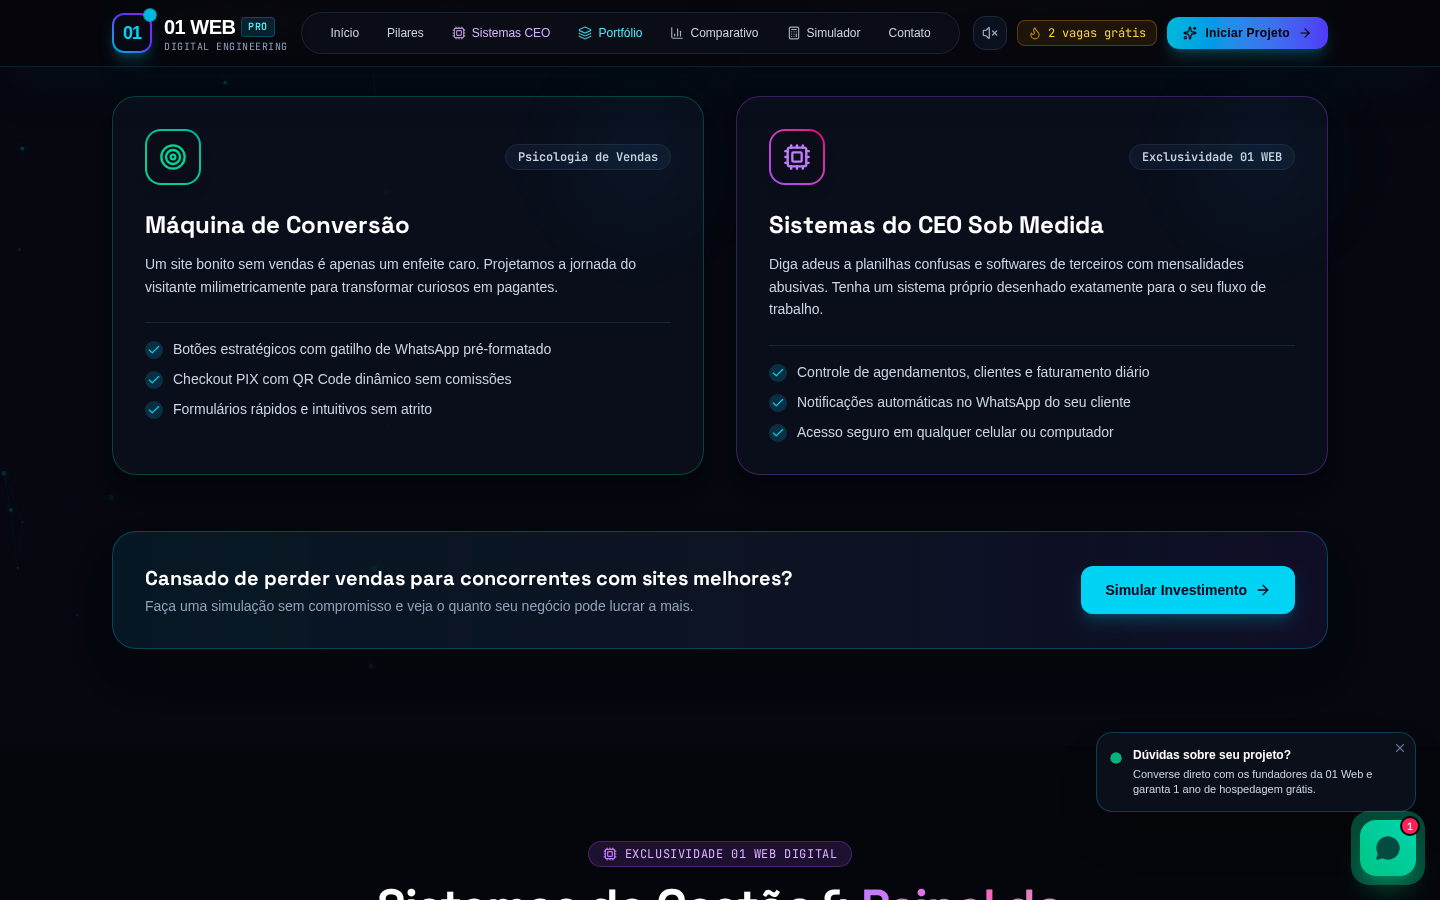 01
01 WEB PRO
DIGITAL ENGINEERING
Início
Pilares
Sistemas CEO
Portfólio
Comparativo
Simulador
Contato
2 vagas grátis
Iniciar Projeto
Psicologia de Vendas
Máquina de Conversão
Um site bonito sem vendas é apenas um enfeite caro. Projetamos a jornada do
visitante milimetricamente para transformar curiosos em pagantes.
Botões estratégicos com gatilho de WhatsApp pré-formatado
Checkout PIX com QR Code dinâmico sem comissões
Formulários rápidos e intuitivos sem atrito
Exclusividade 01 WEB
Sistemas do CEO Sob Medida
Diga adeus a planilhas confusas e softwares de terceiros com mensalidades
abusivas. Tenha um sistema próprio desenhado exatamente para o seu fluxo de
trabalho.
Controle de agendamentos, clientes e faturamento diário
Notificações automáticas no WhatsApp do seu cliente
Acesso seguro em qualquer celular ou computador
Cansado de perder vendas para concorrentes com sites melhores?
Faça uma simulação sem compromisso e veja o quanto seu negócio pode lucrar a mais.
Simular Investimento
Dúvidas sobre seu projeto?
Converse direto com os fundadores da 01 Web e
garanta 1 ano de hospedagem grátis.
1
EXCLUSIVIDADE 01 WEB DIGITAL
Sistemas de Gestão & Painel do